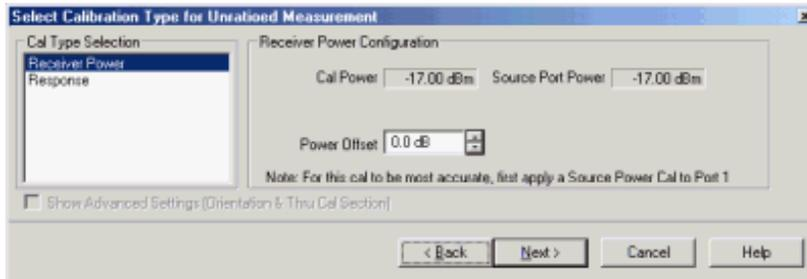 Select Calibration Type for Unratioed Measurement
Cal Type Selection
Receiver Power
Response
Receiver Power Configuration
Cal Power -17.00 dBm Source Port Power -17.00 dBm
Power Offset 0.0 dB
Note: For this cal to be most accurate, first apply a Source Power Cal to Port 1
Show Advanced Settings (Orientation & Thru Cal Section)
< Back Next > Cancel Help